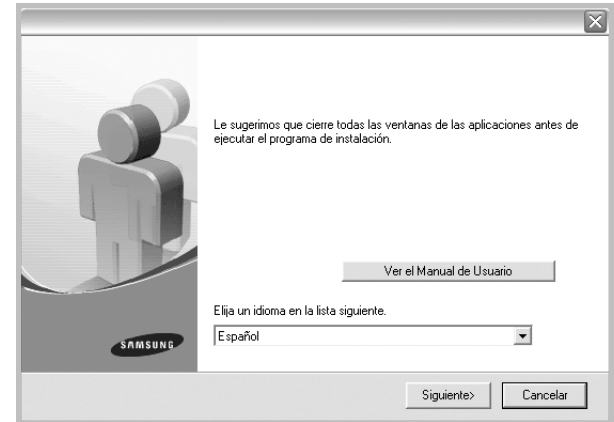 Le sugerimos que cierre todas las ventanas de las aplicaciones antes de
ejecutar el programa de instalación.
Ver el Manual de Usuario
Elija un idioma en la lista siguiente.
Español
SAMSUNG
Siguiente>
Cancelar